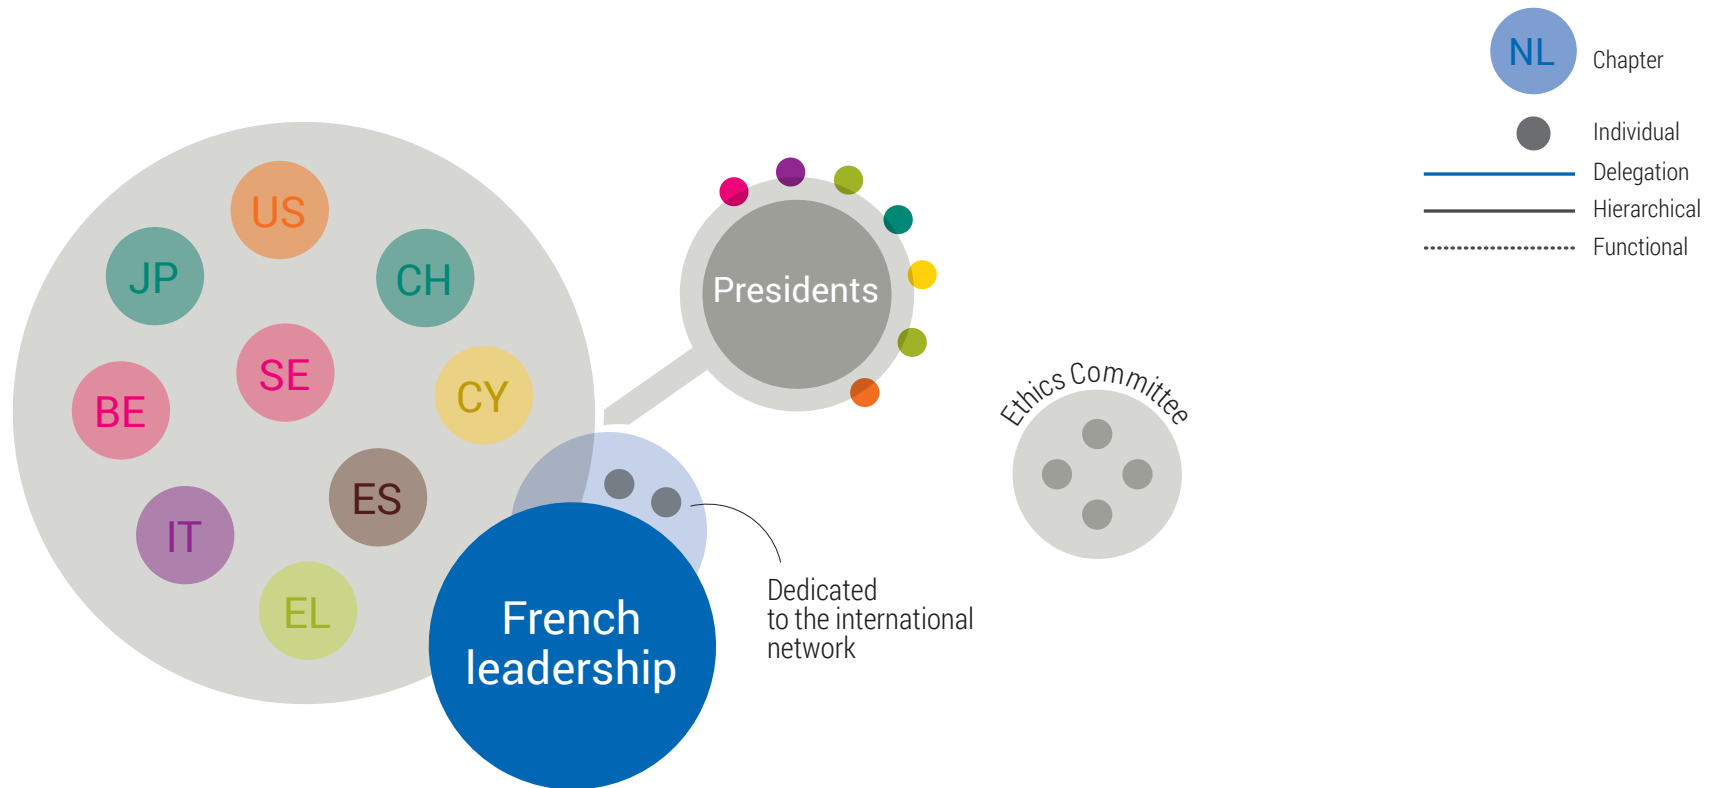 US
JP
CH
SE
CY
BE
ES
IT
EL
French
leadership
Presidents
Dedicated
to the international
network
Ethics Committee
NL
Chapter
Individual
Delegation
Hierarchical
Functional